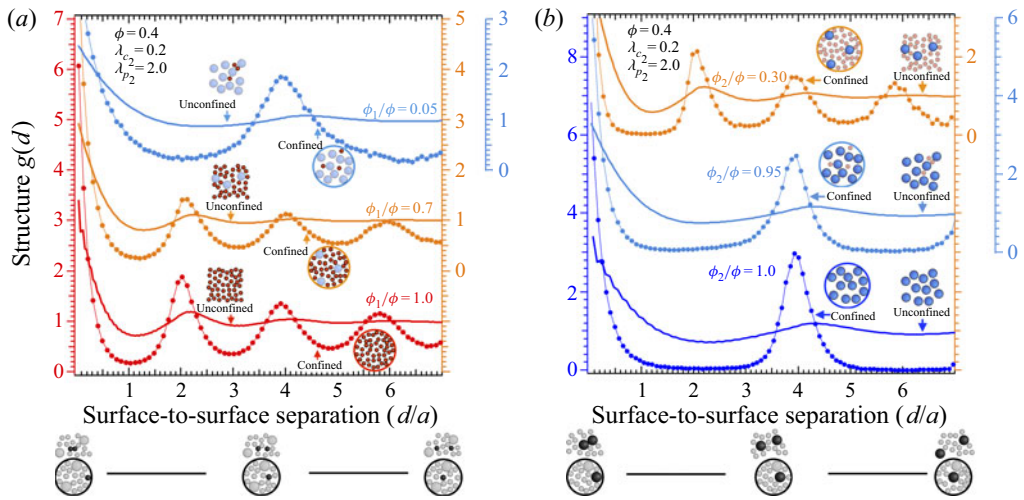 (a)
ϕ = 0.4
λc2 = 0.2
λp2 = 2.0
Unconfined
ϕ1/ϕ = 0.05
Confined
Unconfined
ϕ1/ϕ = 0.7
Confined
Unconfined
ϕ1/ϕ = 1.0
Confined
Structure g(d)
7
6
5
4
3
2
1
0
5
4
3
2
1
0
3
2
1
0
1 2 3 4 5 6
Surface-to-surface separation (d/a)
(b)
ϕ = 0.4
λc2 = 0.2
λp2 = 2.0
ϕ2/ϕ = 0.30
Confined
Unconfined
ϕ2/ϕ = 0.95
Confined
Unconfined
ϕ2/ϕ = 1.0
Confined
Unconfined
9
8
7
6
5
4
3
2
1
0
2
0
6
4
2
0
1 2 3 4 5 6
Surface-to-surface separation (d/a)